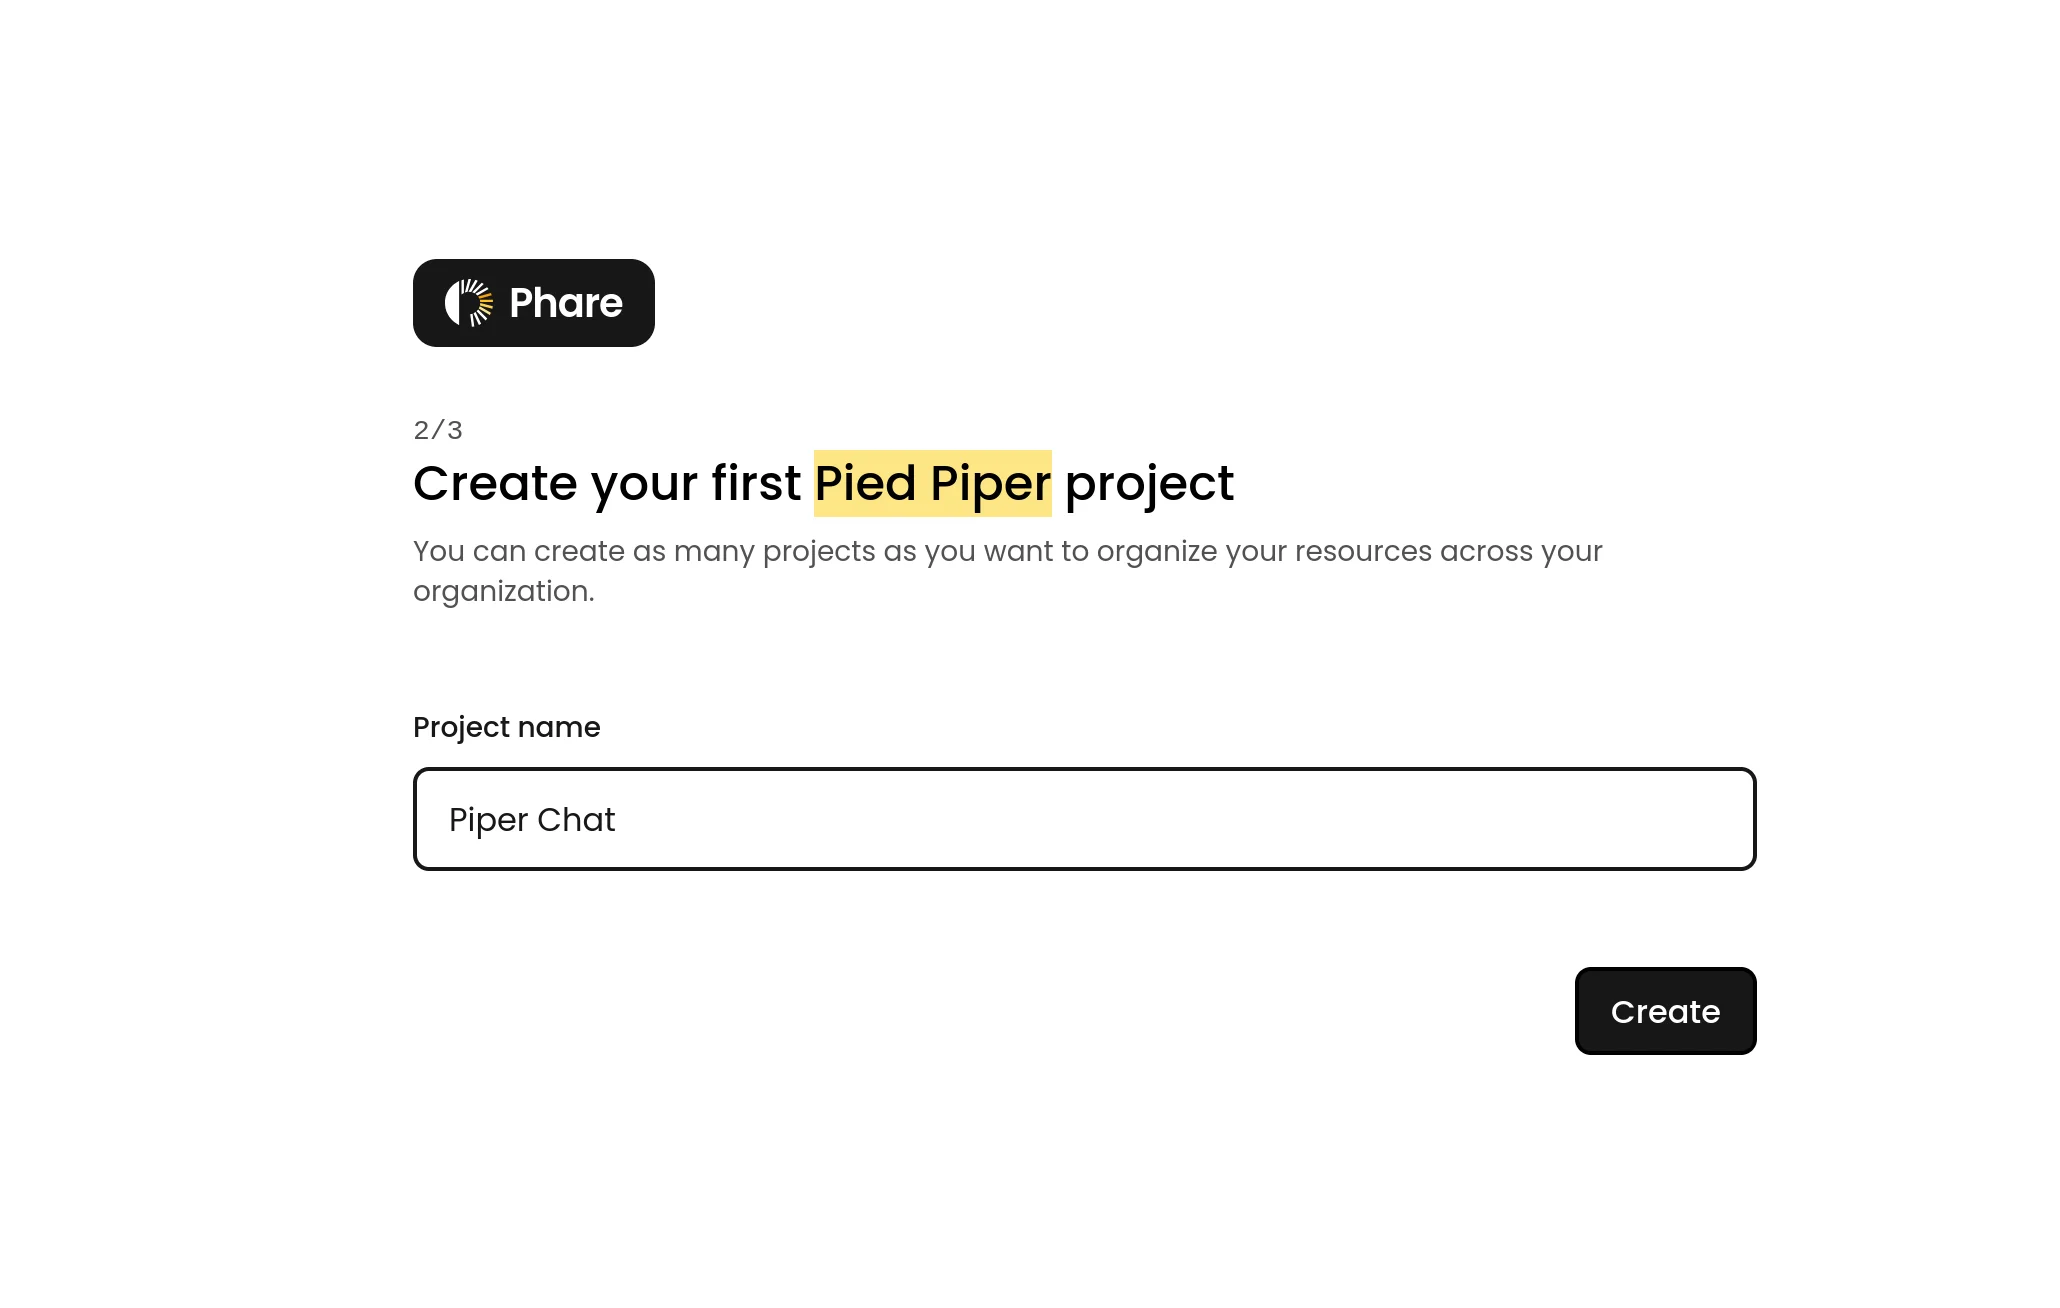 Phare
2/3
Create your first Pied Piper project
You can create as many projects as you want to organize your resources across your
organization.
Project name
Piper Chat
Create